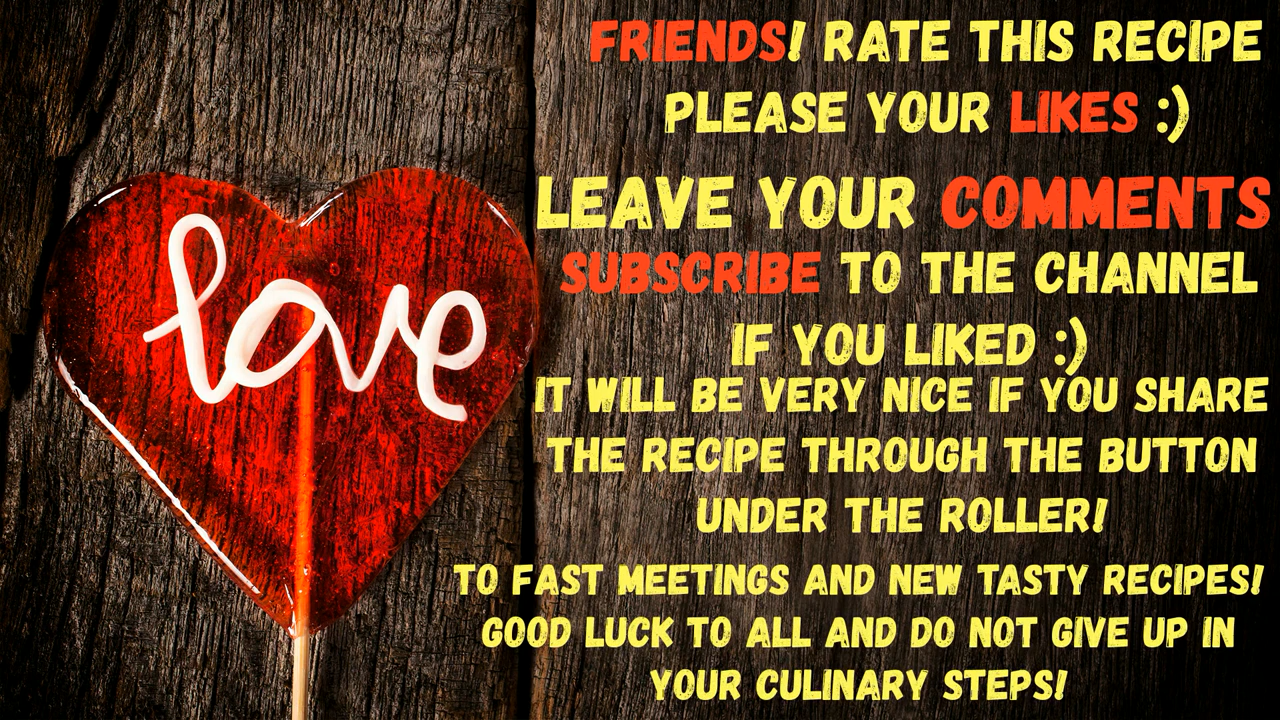 love
FRIENDS! RATE THIS RECIPE
PLEASE YOUR LIKES :)
LEAVE YOUR COMMENTS
SUBSCRIBE TO THE CHANNEL
IF YOU LIKED :)
IT WILL BE VERY NICE IF YOU SHARE
THE RECIPE THROUGH THE BUTTON
UNDER THE ROLLER!
TO FAST MEETINGS AND NEW TASTY RECIPES!
GOOD LUCK TO ALL AND DO NOT GIVE UP IN
YOUR CULINARY STEPS!